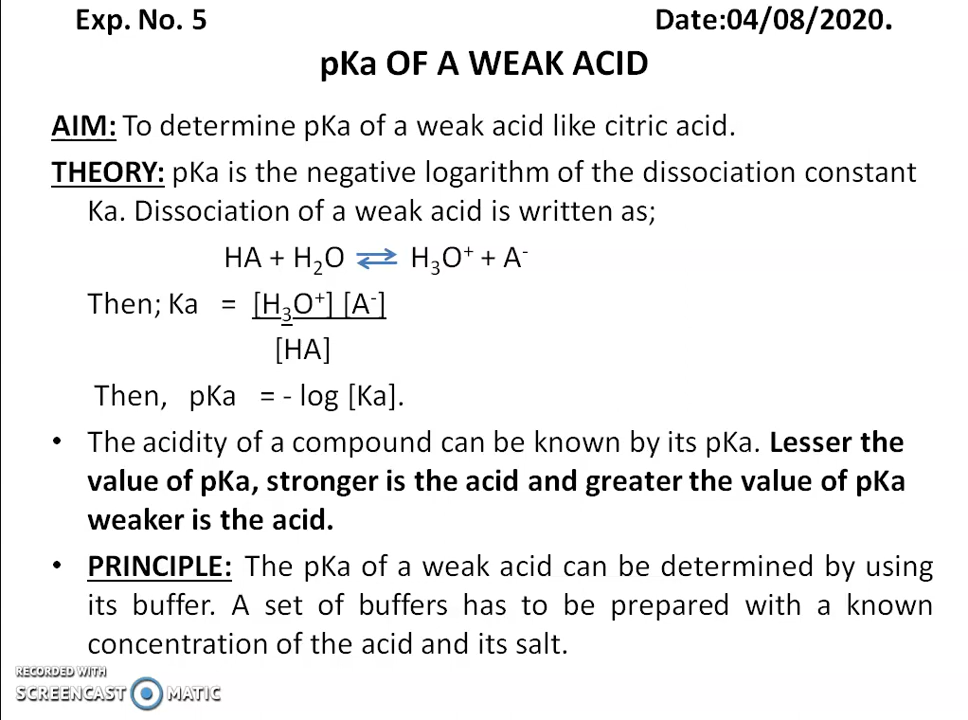 Exp. No. 5 Date:04/08/2020.
pKa OF A WEAK ACID
AIM: To determine pKa of a weak acid like citric acid.
THEORY: pKa is the negative logarithm of the dissociation constant
Ka. Dissociation of a weak acid is written as;
HA + H₂O ⇌ H₃O⁺ + A⁻
Then; Ka = [H₃O⁺] [A⁻]
[HA]
Then, pKa = - log [Ka].
• The acidity of a compound can be known by its pKa. Lesser the
value of pKa, stronger is the acid and greater the value of pKa
weaker is the acid.
• PRINCIPLE: The pKa of a weak acid can be determined by using
its buffer. A set of buffers has to be prepared with a known
concentration of the acid and its salt.
RECORDED WITH
SCREENCAST MATIC